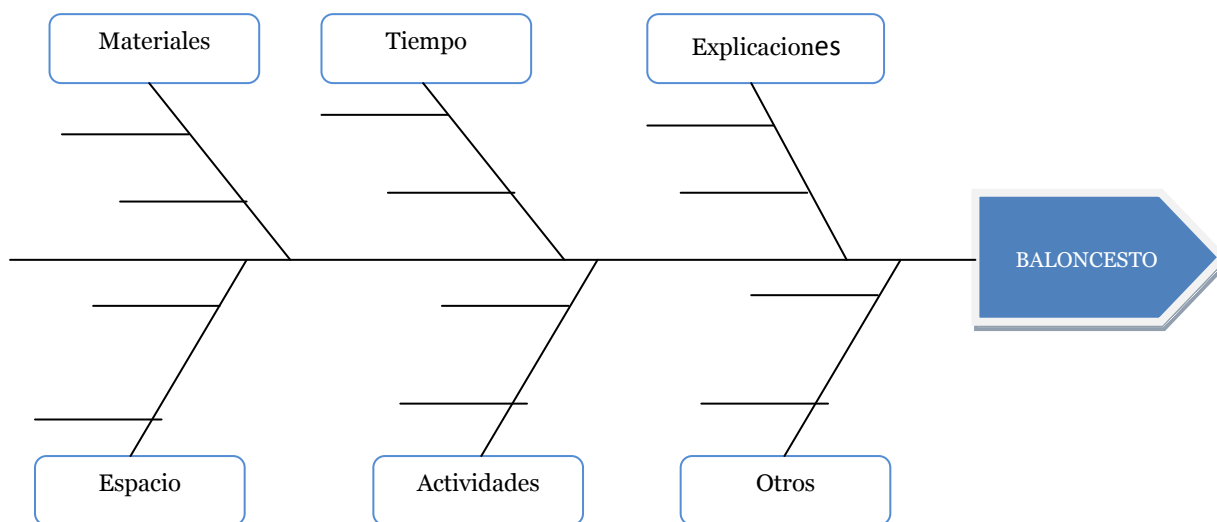 Materiales
Tiempo
Explicaciones
BALONCESTO
Espacio
Actividades
Otros